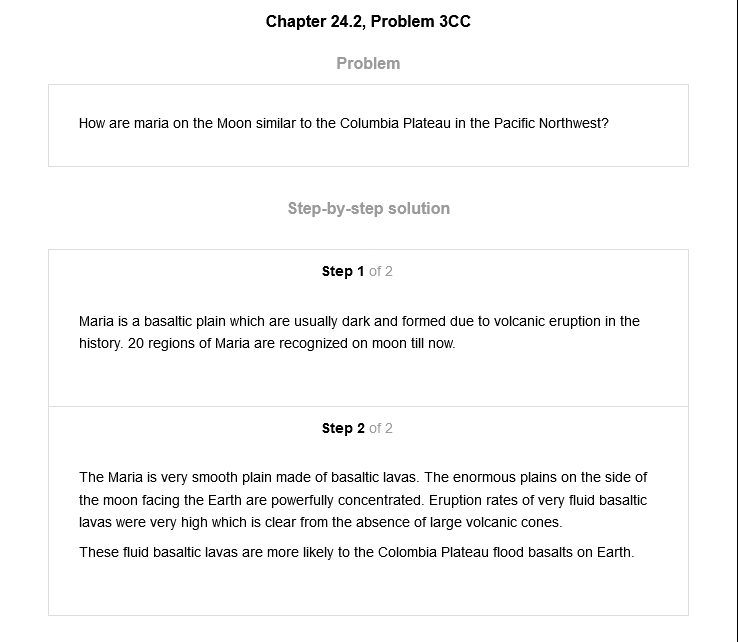 Chapter 24.2, Problem 3CC
Problem
How are maria on the Moon similar to the Columbia Plateau in the Pacific Northwest?
Step-by-step solution
Step 1 of 2
Maria is a basaltic plain which are usually dark and formed due to volcanic eruption in the
history. 20 regions of Maria are recognized on moon till now.
Step 2 of 2
The Maria is very smooth plain made of basaltic lavas. The enormous plains on the side of
the moon facing the Earth are powerfully concentrated. Eruption rates of very fluid basaltic
lavas were very high which is clear from the absence of large volcanic cones.
These fluid basaltic lavas are more likely to the Colombia Plateau flood basalts on Earth.